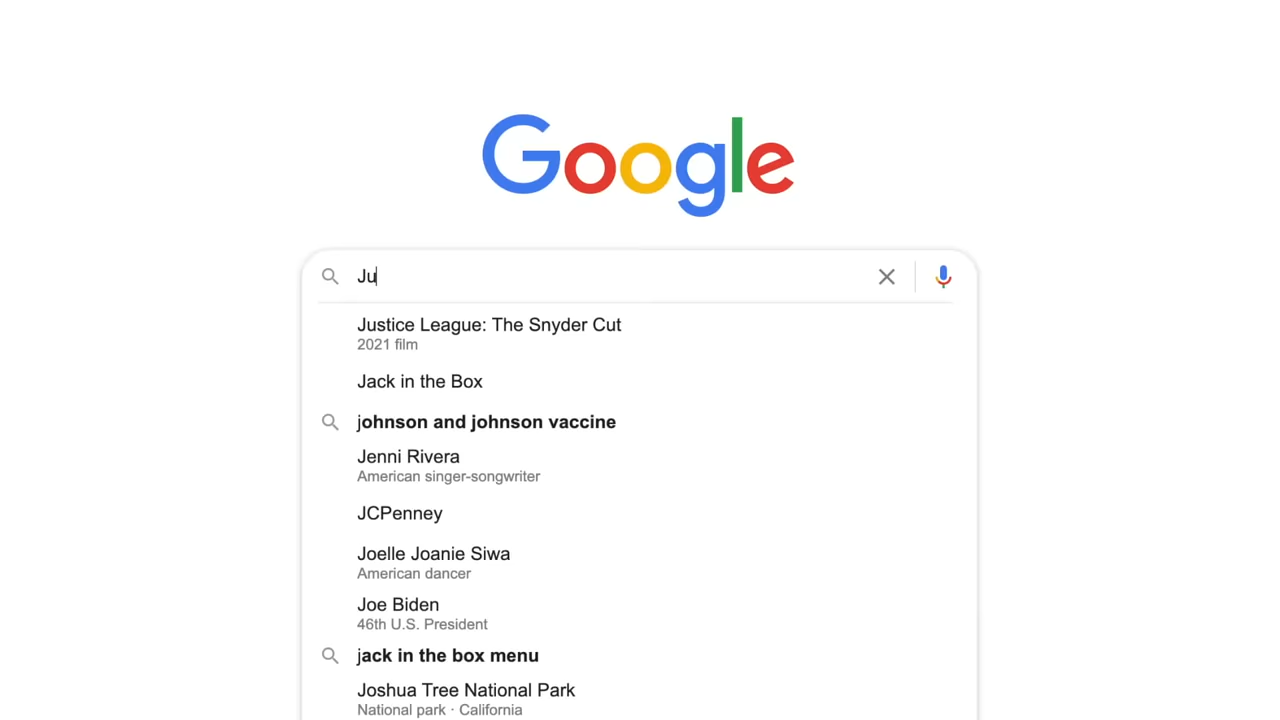 Google
Ju
Justice League: The Snyder Cut
2021 film
Jack in the Box
johnson and johnson vaccine
Jenni Rivera
American singer-songwriter
JCPenney
Joelle Joanie Siwa
American dancer
Joe Biden
46th U.S. President
jack in the box menu
Joshua Tree National Park
National park · California